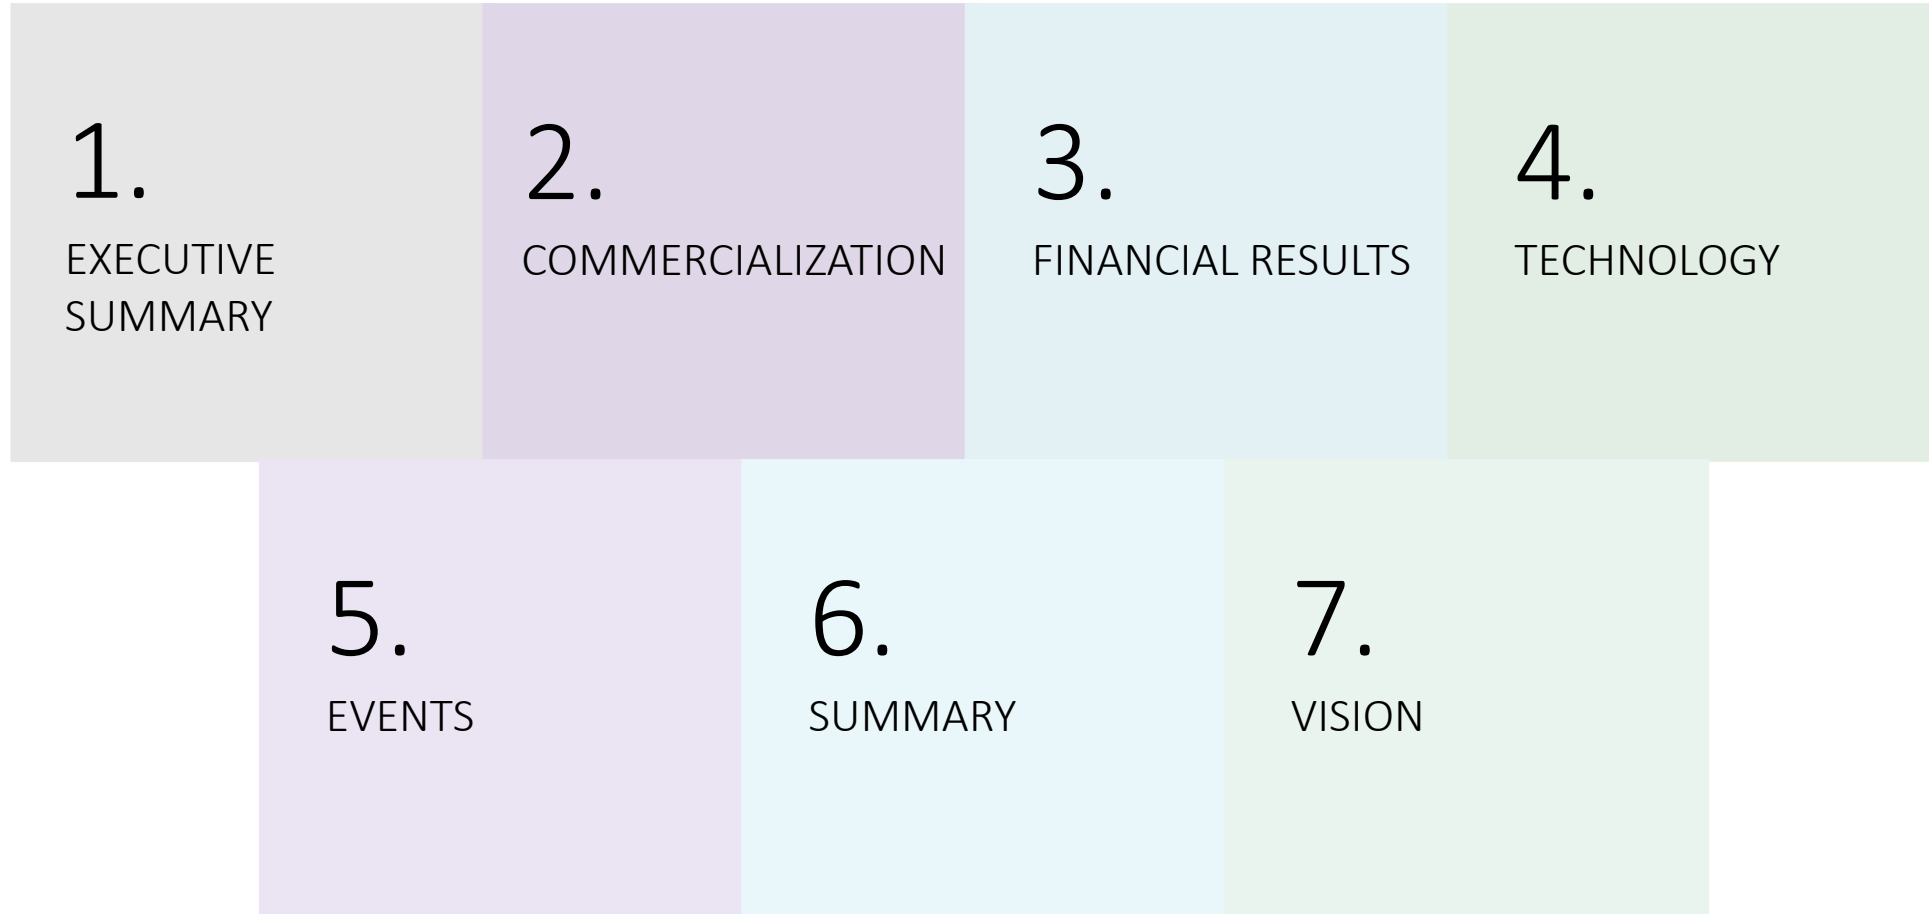 1.
EXECUTIVE
SUMMARY
2.
COMMERCIALIZATION
3.
FINANCIAL RESULTS
4.
TECHNOLOGY
5.
EVENTS
6.
SUMMARY
7.
VISION